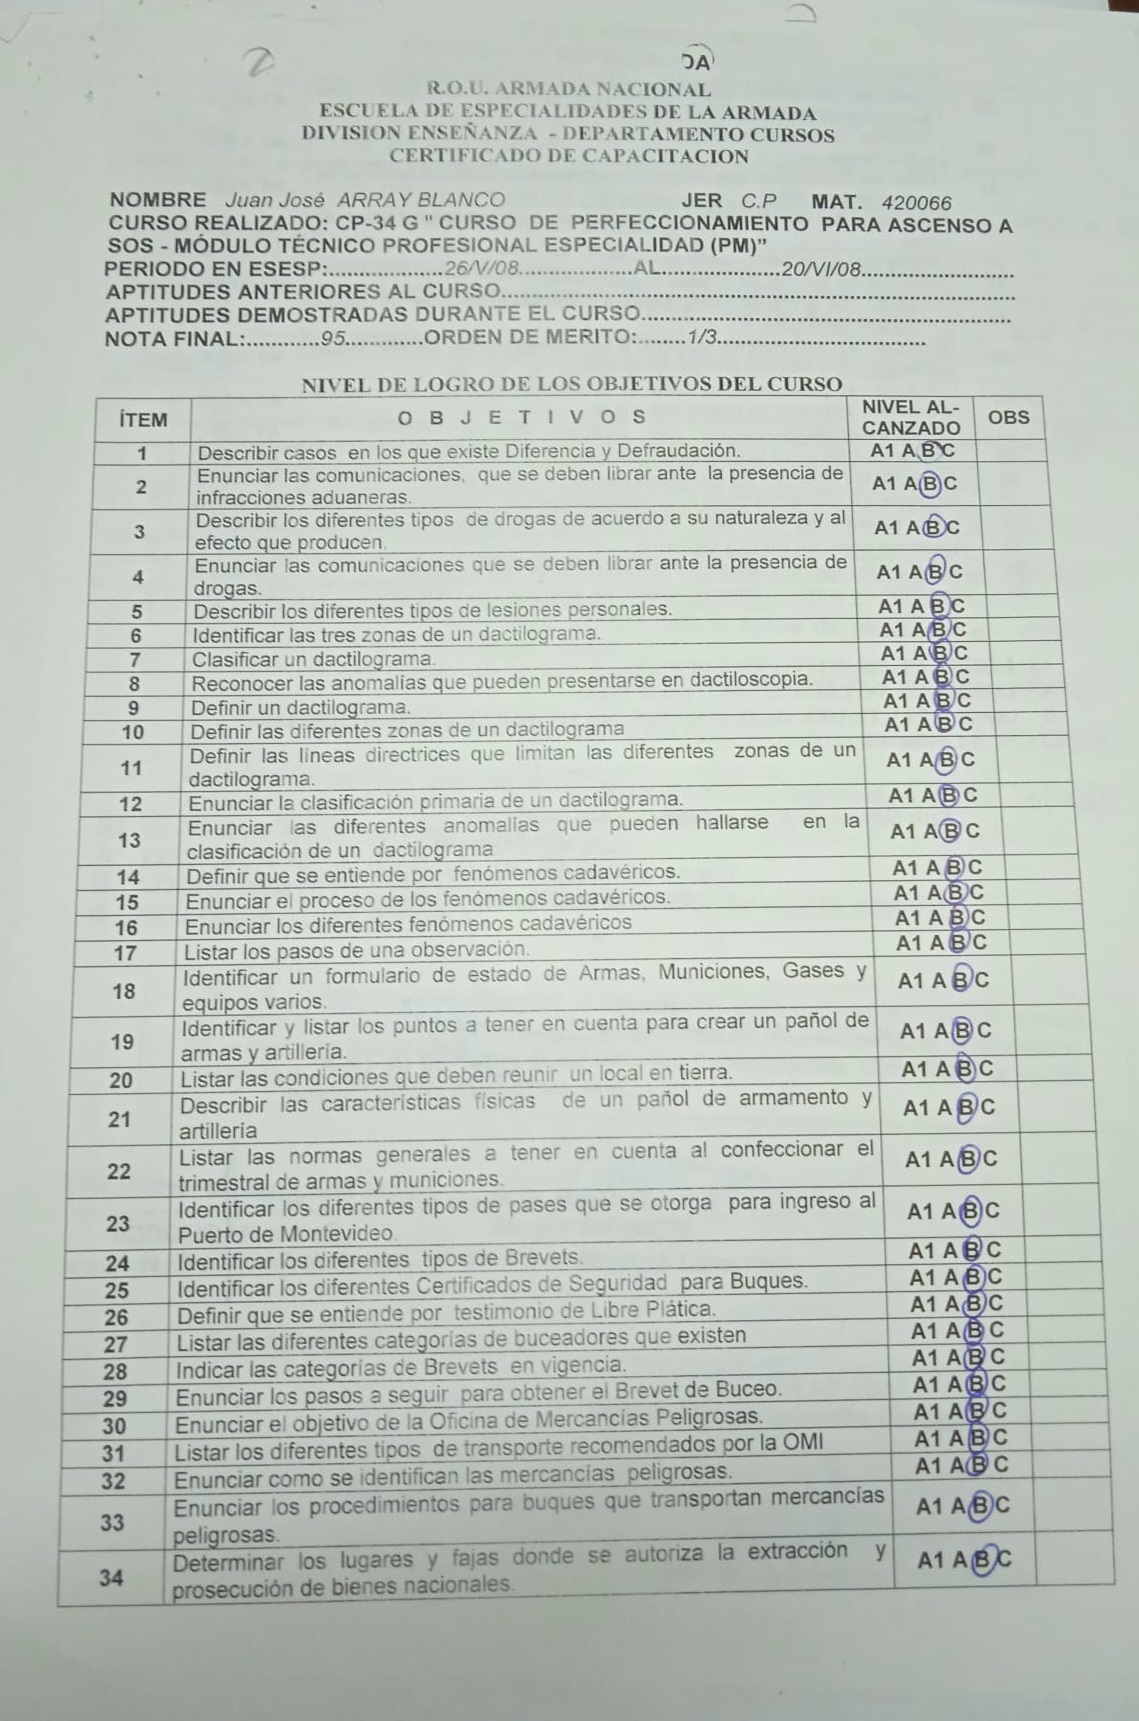 R.O.U. ARMADA NACIONAL
ESCUELA DE ESPECIALIDADES DE LA ARMADA
DIVISION ENSEÑANZA - DEPARTAMENTO CURSOS
CERTIFICADO DE CAPACITACION
NOMBRE Juan José ARRAY BLANCO JER C.P MAT. 420066
CURSO REALIZADO: CP-34 G " CURSO DE PERFECCIONAMIENTO PARA ASCENSO A
SOS - MÓDULO TÉCNICO PROFESIONAL ESPECIALIDAD (PM)”
PERIODO EN ESESP:...................26/V/08...................AL....................20/VI/08..........................
APTITUDES ANTERIORES AL CURSO......................................................................................
APTITUDES DEMOSTRADAS DURANTE EL CURSO..............................................................
NOTA FINAL:............95.............ORDEN DE MERITO:........1/3...................................
NIVEL DE LOGRO DE LOS OBJETIVOS DEL CURSO
ÍTEM O B J E T I V O S NIVEL AL-
CANZADO OBS
1 Describir casos en los que existe Diferencia y Defraudación. A1 A B C
2 Enunciar las comunicaciones, que se deben librar ante la presencia de
infracciones aduaneras. A1 A B C
3 Describir los diferentes tipos de drogas de acuerdo a su naturaleza y al
efecto que producen. A1 A B C
4 Enunciar las comunicaciones que se deben librar ante la presencia de
drogas. A1 A B C
5 Describir los diferentes tipos de lesiones personales. A1 A B C
6 Identificar las tres zonas de un dactilograma. A1 A B C
7 Clasificar un dactilograma. A1 A B C
8 Reconocer las anomalías que pueden presentarse en dactiloscopia. A1 A B C
9 Definir un dactilograma. A1 A B C
10 Definir las diferentes zonas de un dactilograma A1 A B C
11 Definir las líneas directrices que limitan las diferentes zonas de un
dactilograma. A1 A B C
12 Enunciar la clasificación primaria de un dactilograma. A1 A B C
13 Enunciar las diferentes anomalías que pueden hallarse en la
clasificación de un dactilograma A1 A B C
14 Definir que se entiende por fenómenos cadavéricos. A1 A B C
15 Enunciar el proceso de los fenómenos cadavéricos. A1 A B C
16 Enunciar los diferentes fenómenos cadavéricos A1 A B C
17 Listar los pasos de una observación. A1 A B C
18 Identificar un formulario de estado de Armas, Municiones, Gases y
equipos varios. A1 A B C
19 Identificar y listar los puntos a tener en cuenta para crear un pañol de
armas y artillería. A1 A B C
20 Listar las condiciones que deben reunir un local en tierra. A1 A B C
21 Describir las características físicas de un pañol de armamento y
artillería A1 A B C
22 Listar las normas generales a tener en cuenta al confeccionar el
trimestral de armas y municiones. A1 A B C
23 Identificar los diferentes tipos de pases que se otorga para ingreso al
Puerto de Montevideo. A1 A B C
24 Identificar los diferentes tipos de Brevets. A1 A B C
25 Identificar los diferentes Certificados de Seguridad para Buques. A1 A B C
26 Definir que se entiende por testimonio de Libre Plática. A1 A B C
27 Listar las diferentes categorías de buceadores que existen A1 A B C
28 Indicar las categorías de Brevets en vigencia. A1 A B C
29 Enunciar los pasos a seguir para obtener el Brevet de Buceo. A1 A B C
30 Enunciar el objetivo de la Oficina de Mercancías Peligrosas. A1 A B C
31 Listar los diferentes tipos de transporte recomendados por la OMI A1 A B C
32 Enunciar como se identifican las mercancías peligrosas. A1 A B C
33 Enunciar los procedimientos para buques que transportan mercancías
peligrosas. A1 A B C
34 Determinar los lugares y fajas donde se autoriza la extracción y
prosecución de bienes nacionales. A1 A B C